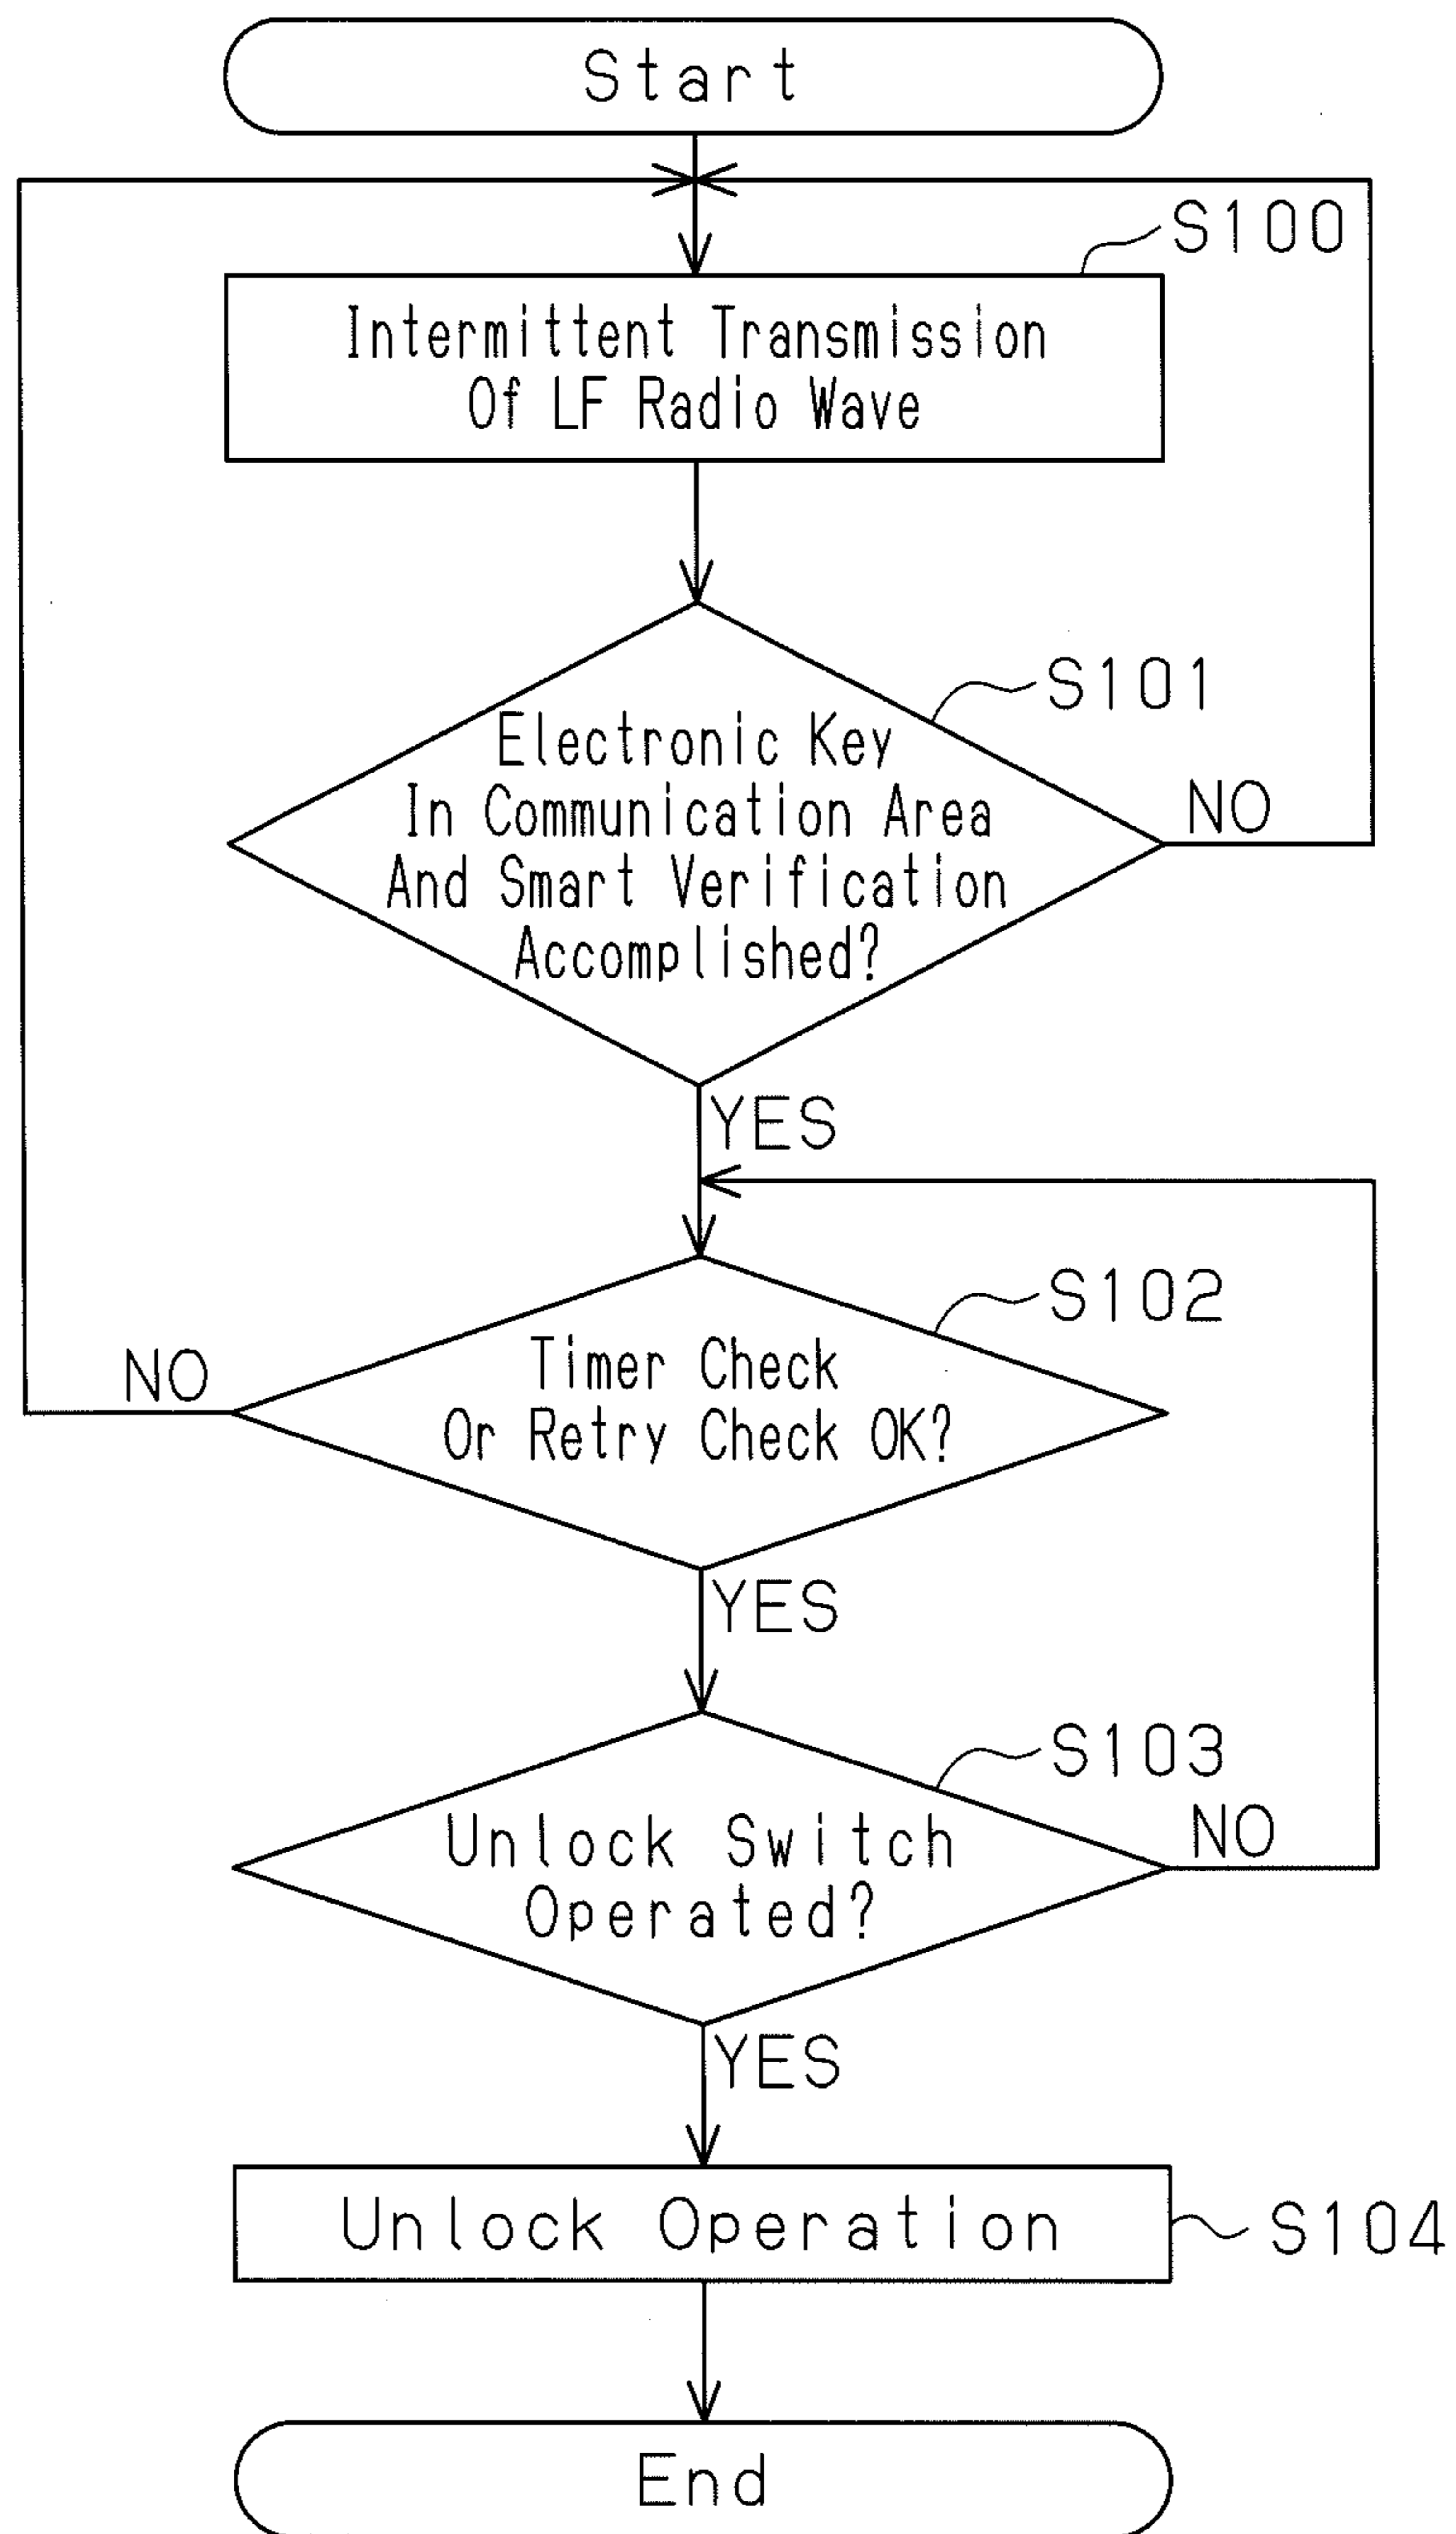 Start
S100
Intermittent Transmission
Of LF Radio Wave
S101
Electronic Key
In Communication Area
And Smart Verification
Accomplished?
NO
YES
S102
Timer Check
Or Retry Check OK?
NO
YES
S103
Unlock Switch
Operated?
NO
YES
Unlock Operation
S104
End